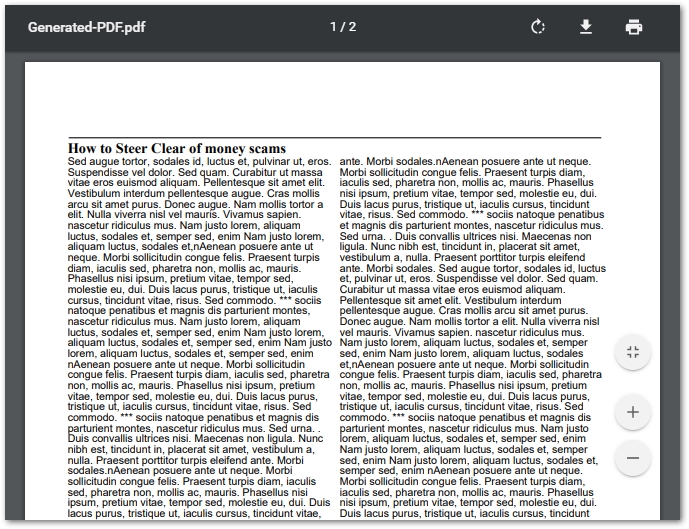 Generated-PDF.pdf
1 / 2
How to Steer Clear of money scams
Sed augue tortor, sodales id, luctus et, pulvinar ut, eros.
Suspendisse vel dolor. Sed quam. Curabitur ut massa
vitae eros euismod aliquam. Pellentesque sit amet elit.
Vestibulum interdum pellentesque augue. Cras mollis
arcu sit amet purus. Donec augue. Nam mollis tortor a
elit. Nulla viverra nisl vel mauris. Vivamus sapien.
nascetur ridiculus mus. Nam justo lorem, aliquam
luctus, sodales et, semper sed, enim Nam justo lorem,
aliquam luctus, sodales et,nAenean posuere ante ut
neque. Morbi sollicitudin congue felis. Praesent turpis
diam, iaculis sed, pharetra non, mollis ac, mauris.
Phasellus nisi ipsum, pretium vitae, tempor sed,
molestie eu, dui. Duis lacus purus, tristique ut, iaculis
cursus, tincidunt vitae, risus. Sed commodo. *** sociis
natoque penatibus et magnis dis parturient montes,
nascetur ridiculus mus. Nam justo lorem, aliquam
luctus, sodales et, semper sed, enim Nam justo lorem,
aliquam luctus, sodales et, semper sed, enim Nam justo
lorem, aliquam luctus, sodales et, semper sed, enim
nAenean posuere ante ut neque. Morbi sollicitudin
congue felis. Praesent turpis diam, iaculis sed, pharetra
non, mollis ac, mauris. Phasellus nisi ipsum, pretium
vitae, tempor sed, molestie eu, dui. Duis lacus purus,
tristique ut, iaculis cursus, tincidunt vitae, risus. Sed
commodo. *** sociis natoque penatibus et magnis dis
parturient montes, nascetur ridiculus mus. Sed urna. .
Duis convallis ultrices nisi. Maecenas non ligula. Nunc
nibh est, tincidunt in, placerat sit amet, vestibulum a,
nulla. Praesent porttitor turpis eleifend ante. Morbi
sodales.nAenean posuere ante ut neque. Morbi
sollicitudin congue felis. Praesent turpis diam, iaculis
sed, pharetra non, mollis ac, mauris. Phasellus nisi
ipsum, pretium vitae, tempor sed, molestie eu, dui. Duis
lacus purus, tristique ut, iaculis cursus, tincidunt vitae,
ante. Morbi sodales.nAenean posuere ante ut neque.
Morbi sollicitudin congue felis. Praesent turpis diam,
iaculis sed, pharetra non, mollis ac, mauris. Phasellus
nisi ipsum, pretium vitae, tempor sed, molestie eu, dui.
Duis lacus purus, tristique ut, iaculis cursus, tincidunt
vitae, risus. Sed commodo. *** sociis natoque penatibus
et magnis dis parturient montes, nascetur ridiculus mus.
Sed urna. . Duis convallis ultrices nisi. Maecenas non
ligula. Nunc nibh est, tincidunt in, placerat sit amet,
vestibulum a, nulla. Praesent porttitor turpis eleifend
ante. Morbi sodales. Sed augue tortor, sodales id, luctus
et, pulvinar ut, eros. Suspendisse vel dolor. Sed quam.
Curabitur ut massa vitae eros euismod aliquam.
Pellentesque sit amet elit. Vestibulum interdum
pellentesque augue. Cras mollis arcu sit amet purus.
Donec augue. Nam mollis tortor a elit. Nulla viverra nisl
vel mauris. Vivamus sapien. nascetur ridiculus mus.
Nam justo lorem, aliquam luctus, sodales et, semper
sed, enim Nam justo lorem, aliquam luctus, sodales
et,nAenean posuere ante ut neque. Morbi sollicitudin
congue felis. Praesent turpis diam, iaculis sed, pharetra
non, mollis ac, mauris. Phasellus nisi ipsum, pretium
vitae, tempor sed, molestie eu, dui. Duis lacus purus,
tristique ut, iaculis cursus, tincidunt vitae, risus. Sed
commodo. *** sociis natoque penatibus et magnis dis
parturient montes, nascetur ridiculus mus. Nam justo
lorem, aliquam luctus, sodales et, semper sed, enim
Nam justo lorem, aliquam luctus, sodales et, semper
sed, enim Nam justo lorem, aliquam luctus, sodales et,
semper sed, enim nAenean posuere ante ut neque.
Morbi sollicitudin congue felis. Praesent turpis diam,
iaculis sed, pharetra non, mollis ac, mauris. Phasellus
nisi ipsum, pretium vitae, tempor sed, molestie eu, dui.
Duis lacus purus, tristique ut, iaculis cursus, tincidunt